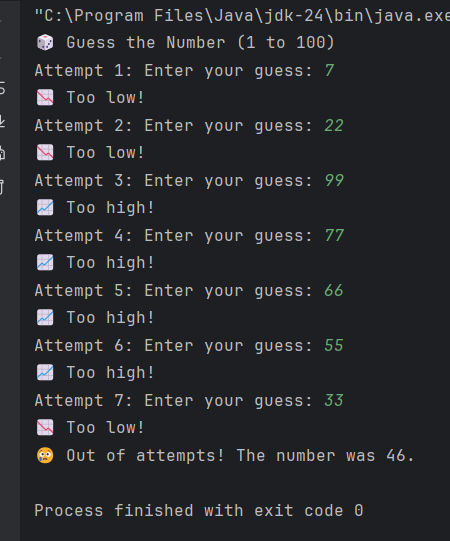 "C:\Program Files\Java\jdk-24\bin\java.exe
🎲 Guess the Number (1 to 100)
Attempt 1: Enter your guess: 7
📉 Too low!
Attempt 2: Enter your guess: 22
📉 Too low!
Attempt 3: Enter your guess: 99
📈 Too high!
Attempt 4: Enter your guess: 77
📈 Too high!
Attempt 5: Enter your guess: 66
📈 Too high!
Attempt 6: Enter your guess: 55
📈 Too high!
Attempt 7: Enter your guess: 33
📉 Too low!
😢 Out of attempts! The number was 46.
Process finished with exit code 0